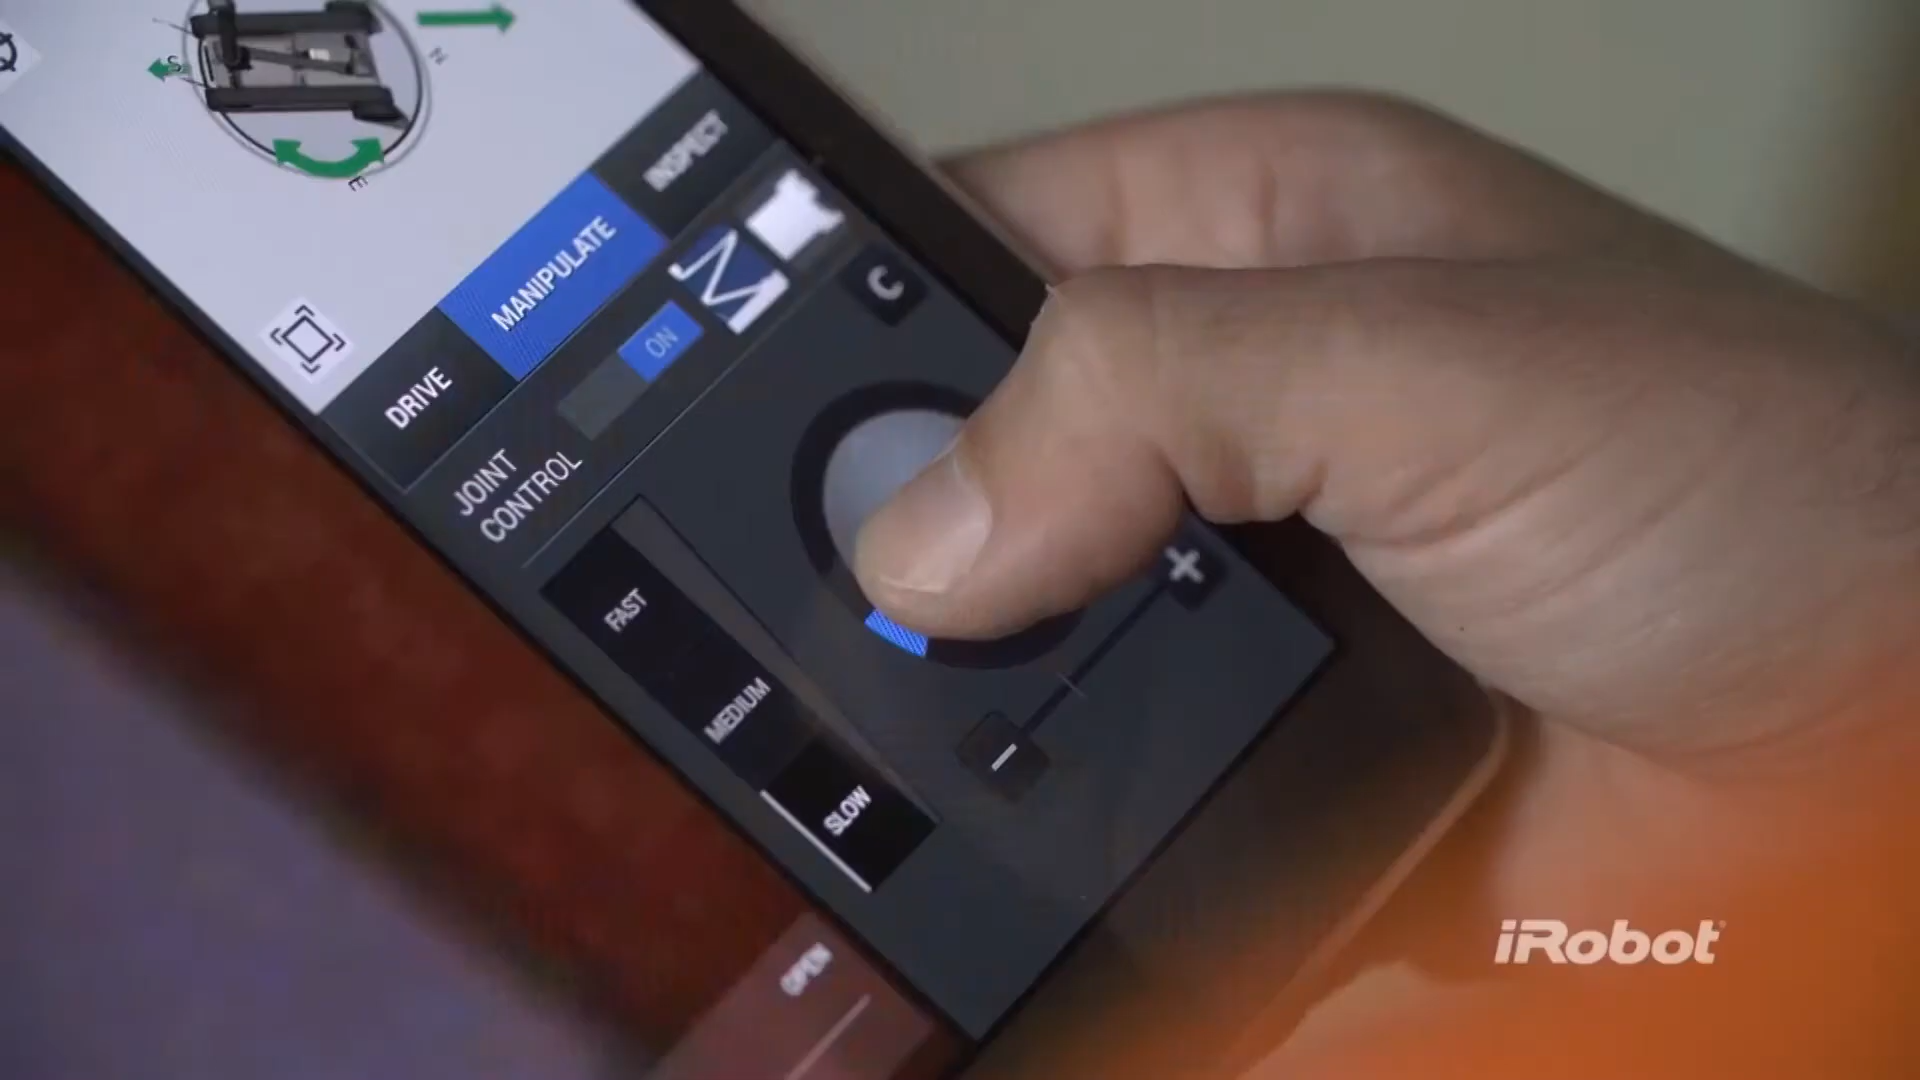 S
N
E
DRIVE
MANIPULATE
INSPECT
JOINT
CONTROL
ON
C
FAST
MEDIUM
SLOW
+
−
OPEN
iRobot